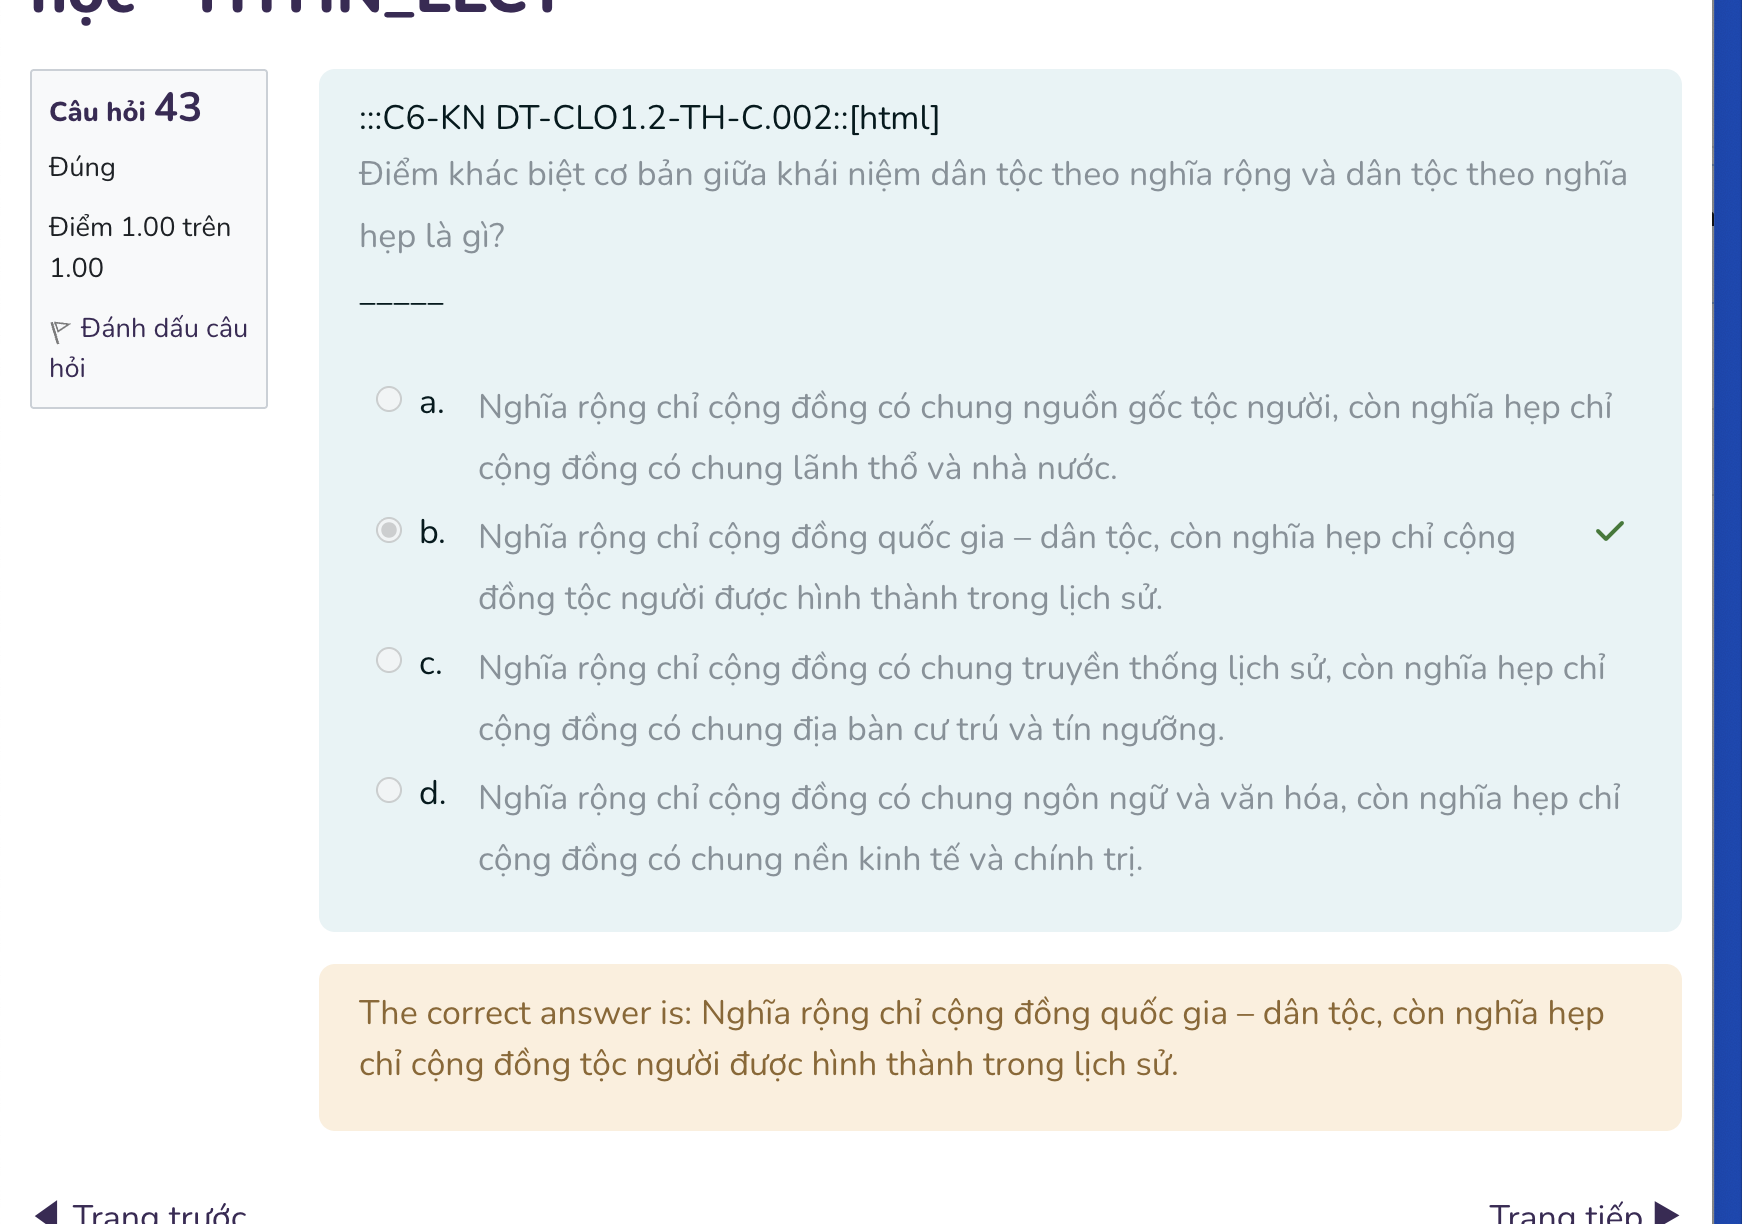 Câu hỏi 43
Đúng
Điểm 1.00 trên
1.00
Đánh dấu câu
hỏi
:::C6-KN DT-CLO1.2-TH-C.002::[html]
Điểm khác biệt cơ bản giữa khái niệm dân tộc theo nghĩa rộng và dân tộc theo nghĩa
hẹp là gì?
_____
a. Nghĩa rộng chỉ cộng đồng có chung nguồn gốc tộc người, còn nghĩa hẹp chỉ
cộng đồng có chung lãnh thổ và nhà nước.
b. Nghĩa rộng chỉ cộng đồng quốc gia – dân tộc, còn nghĩa hẹp chỉ cộng
đồng tộc người được hình thành trong lịch sử.
c. Nghĩa rộng chỉ cộng đồng có chung truyền thống lịch sử, còn nghĩa hẹp chỉ
cộng đồng có chung địa bàn cư trú và tín ngưỡng.
d. Nghĩa rộng chỉ cộng đồng có chung ngôn ngữ và văn hóa, còn nghĩa hẹp chỉ
cộng đồng có chung nền kinh tế và chính trị.
The correct answer is: Nghĩa rộng chỉ cộng đồng quốc gia – dân tộc, còn nghĩa hẹp
chỉ cộng đồng tộc người được hình thành trong lịch sử.
Trang trước
Trang tiếp